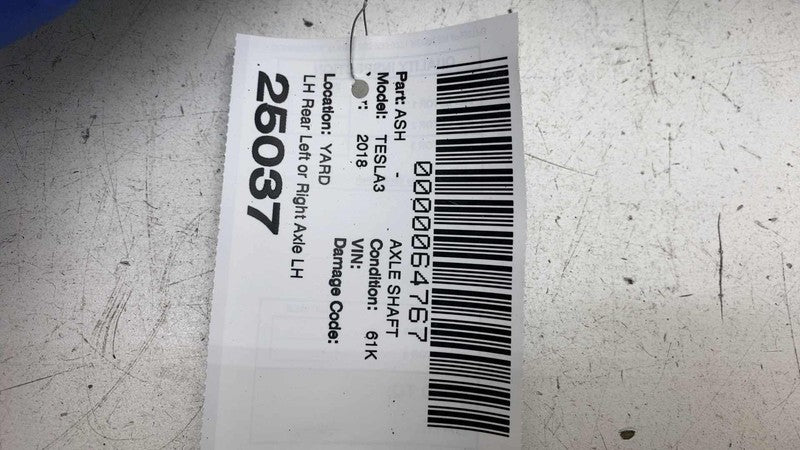 0000064767
Part: ASH - AXLE SHAFT
Model: TESLA3 Condition: 61K
2018 VIN:
Damage Code:
Location: YARD
LH Rear Left or Right Axle LH
25037